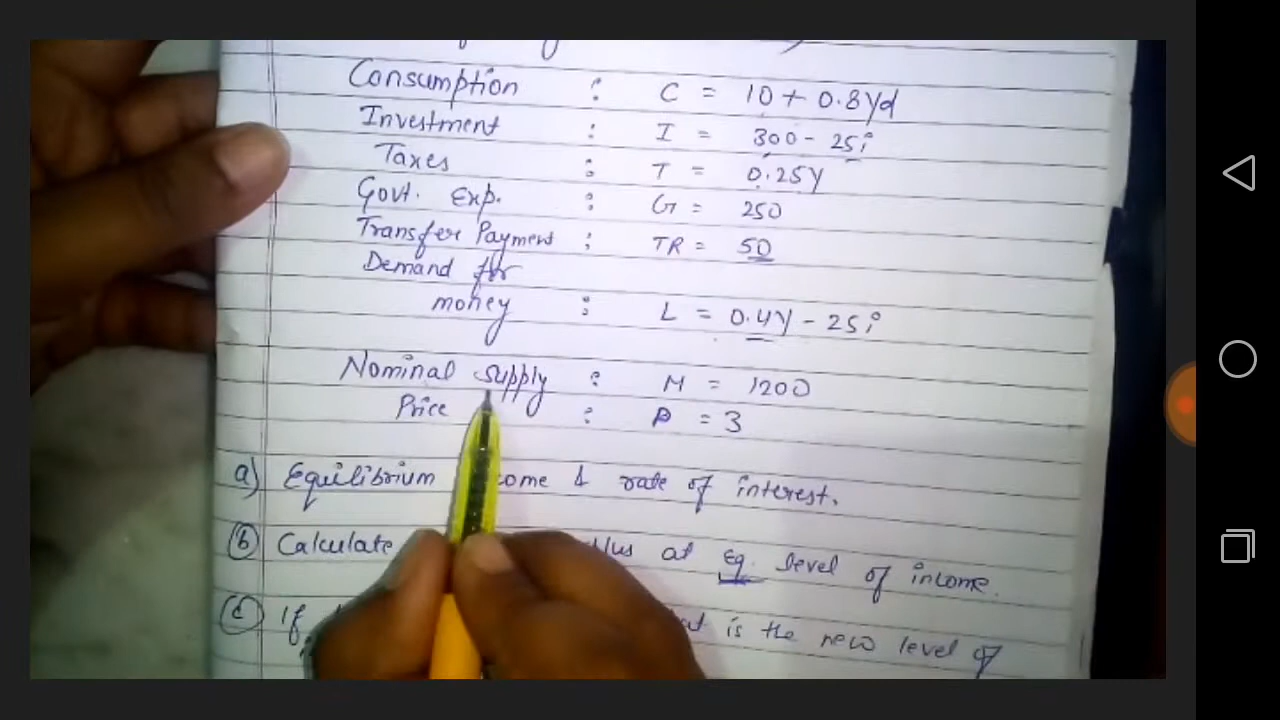 Consumption : C = 10 + 0.8Yd
Investment : I = 300 - 25i
Taxes : T = 0.25Y
Govt. Exp. : G = 250
Transfer Payment : TR = 50
Demand for
money : L = 0.4Y - 25i
Nominal supply : M = 1200
Price : P = 3
a) Equilibrium & rate of interest.
(b) Calculate at eq. level of income.
(c) If is the new level of